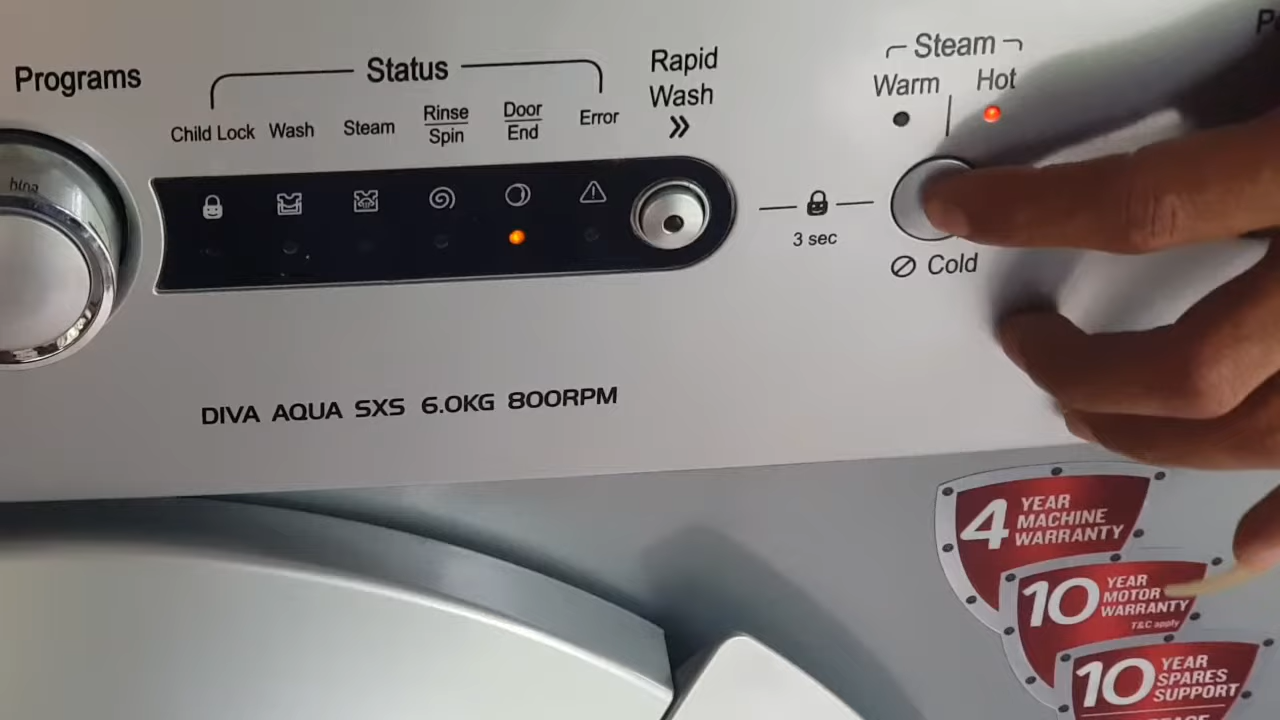 Programs
Status
Child Lock
Wash
Steam
Rinse
Spin
Door
End
Error
Rapid
Wash
Steam
Warm
Hot
3 sec
Cold
DIVA AQUA SXS 6.0KG 800RPM
4 YEAR
MACHINE
WARRANTY
10 YEAR
MOTOR
WARRANTY
T&C apply
10 YEAR
SPARES
SUPPORT